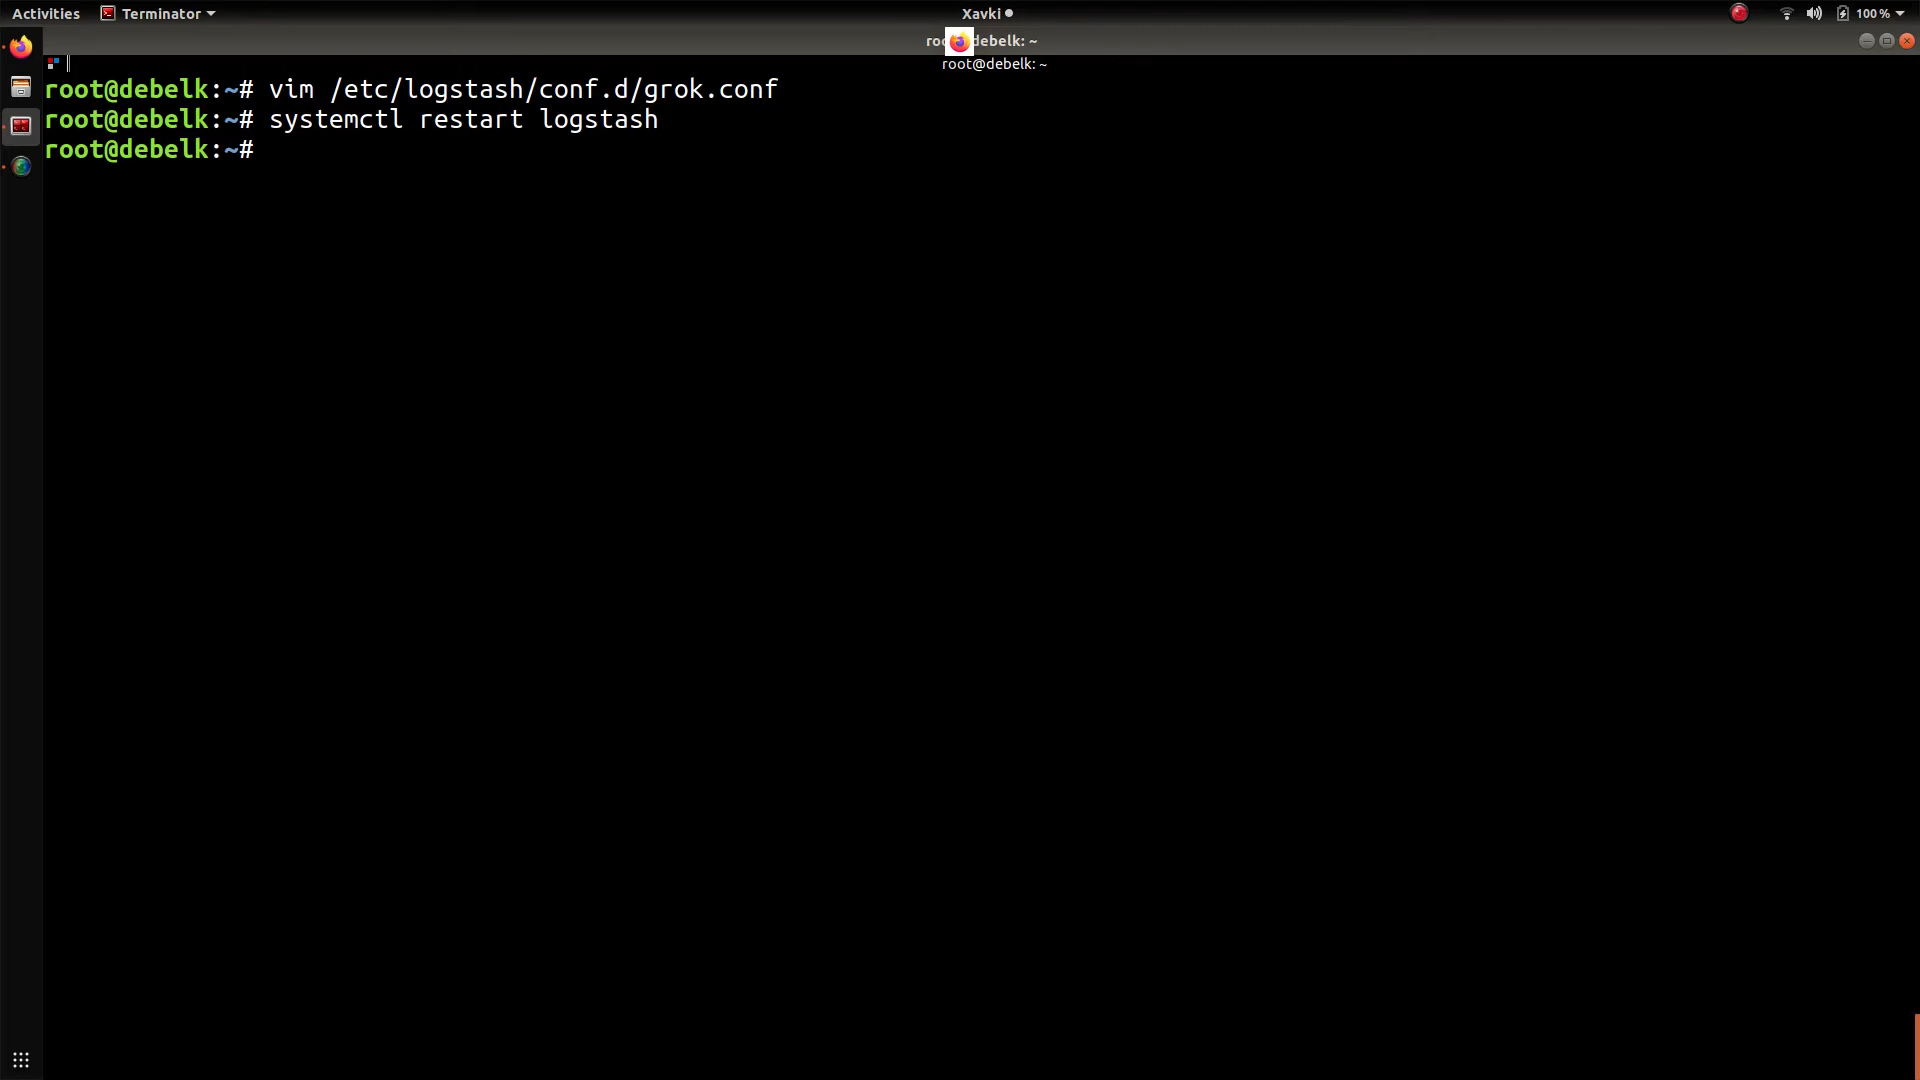 Activities Terminator Xavki 100 %
debelk: ~
root@debelk: ~
root@debelk:~# vim /etc/logstash/conf.d/grok.conf
root@debelk:~# systemctl restart logstash
root@debelk:~#